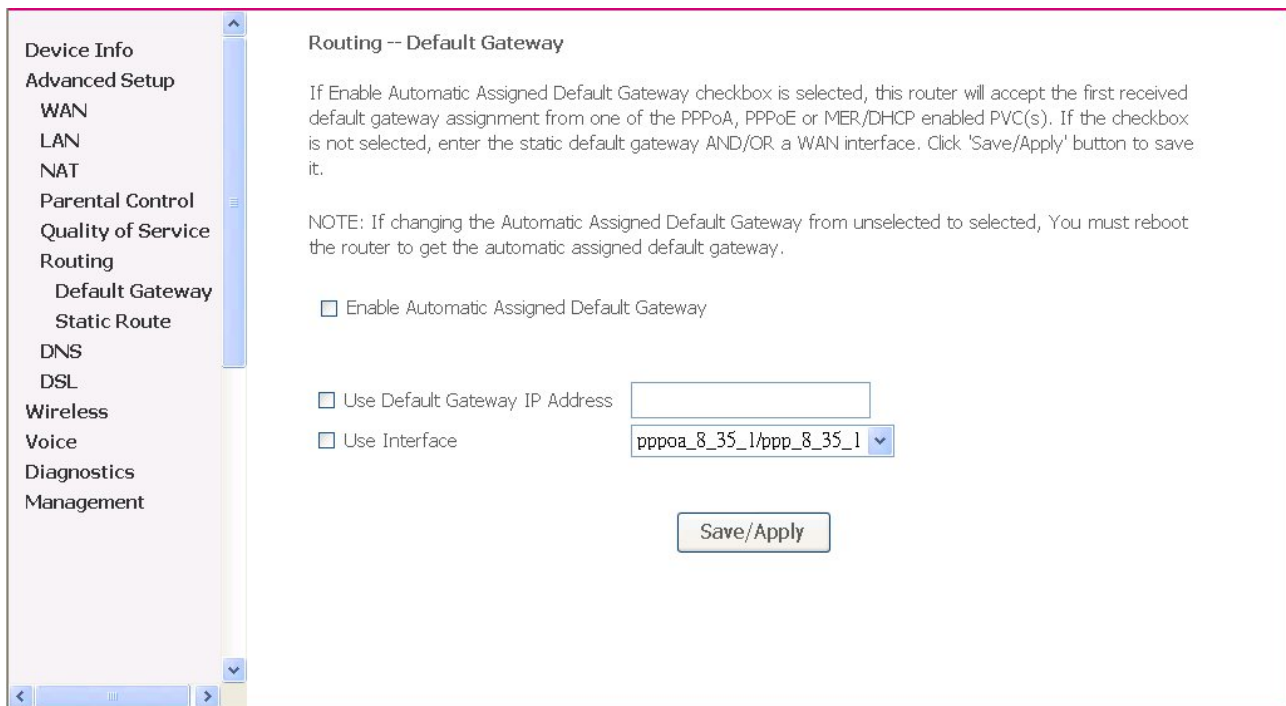 Device Info
Advanced Setup
WAN
LAN
NAT
Parental Control
Quality of Service
Routing
Default Gateway
Static Route
DNS
DSL
Wireless
Voice
Diagnostics
Management
Routing -- Default Gateway
If Enable Automatic Assigned Default Gateway checkbox is selected, this router will accept the first received
default gateway assignment from one of the PPPoA, PPPoE or MER/DHCP enabled PVC(s). If the checkbox
is not selected, enter the static default gateway AND/OR a WAN interface. Click 'Save/Apply' button to save
it.
NOTE: If changing the Automatic Assigned Default Gateway from unselected to selected, You must reboot
the router to get the automatic assigned default gateway.
Enable Automatic Assigned Default Gateway
Use Default Gateway IP Address
Use Interface pppoa_8_35_1/ppp_8_35_1
Save/Apply